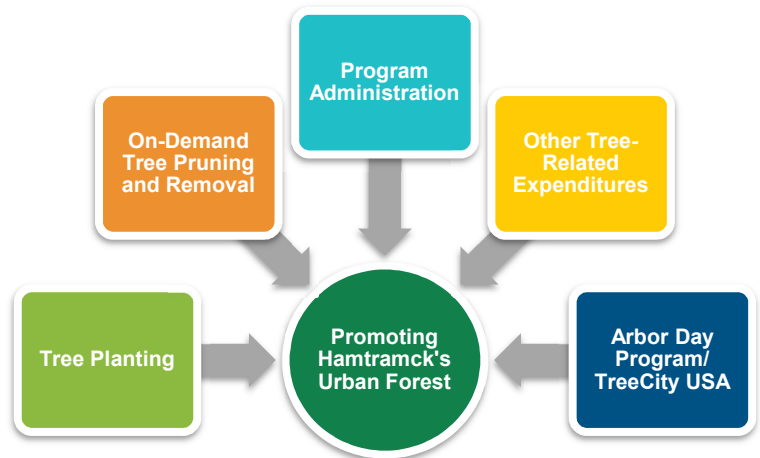 Program
Administration
On-Demand
Tree Pruning
and Removal
Other Tree-
Related
Expenditures
Tree Planting
Promoting
Hamtramck's
Urban Forest
Arbor Day
Program/
TreeCity USA